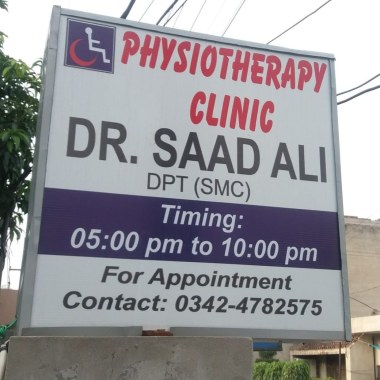 PHYSIOTHERAPY
CLINIC
DR. SAAD ALI
DPT (SMC)
Timing:
05:00 pm to 10:00 pm
For Appointment
Contact: 0342-4782575